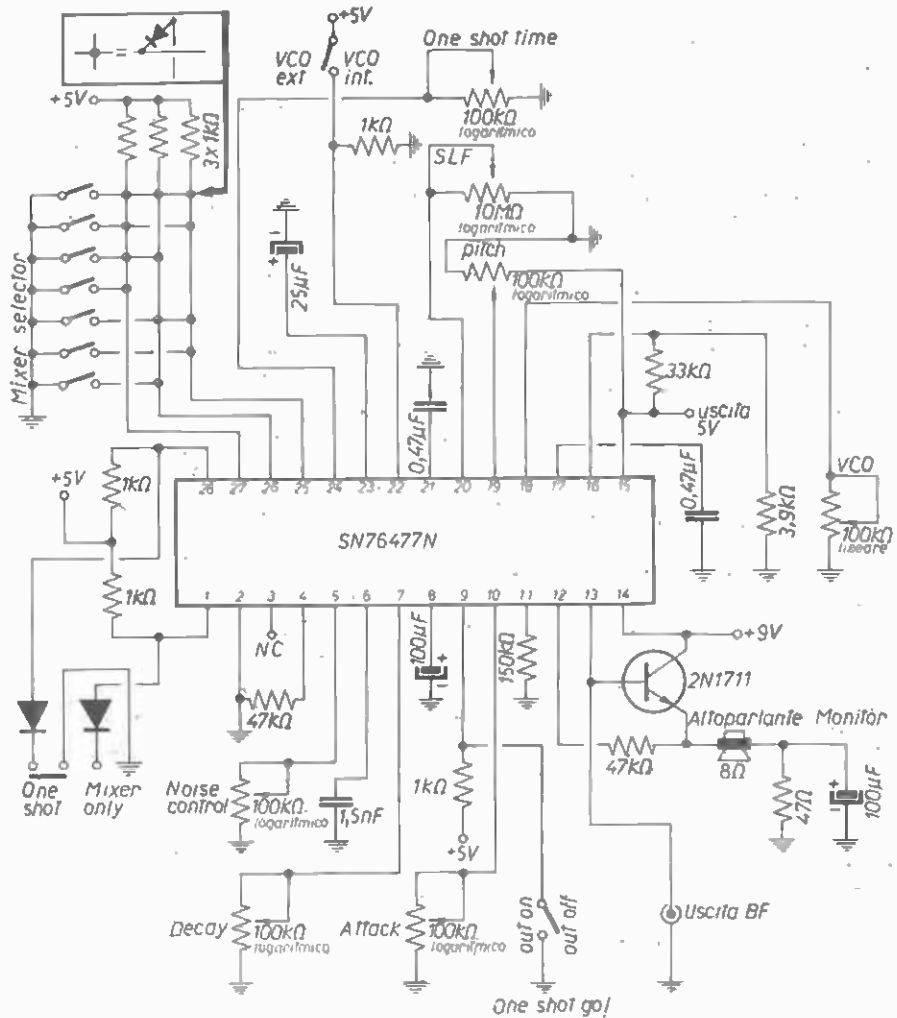 +5V
=
VCO ext
VCO int.
One shot time
+5V
3x1kΩ
1kΩ
100kΩ
logaritmico
SLF
10MΩ
logaritmico
pitch
100kΩ
logaritmico
Mixer selector
- +
25µF
0,47µF
33kΩ
uscita
5V
0,47µF
3,9kΩ
VCO
100kΩ
lineare
+5V
1kΩ
1kΩ
28 27 26 25 24 23 22 21 20 19 18 17 16 15
SN76477N
1 2 3 4 5 6 7 8 9 10 11 12 13 14
NC
47kΩ
100µF
+ -
150kΩ
+9V
2N1711
Altoparlante Monitor
8Ω
47kΩ
47Ω
+ -
100µF
One shot
Mixer only
Noise control
100kΩ
logaritmico
1,5nF
1kΩ
+5V
Decay
100kΩ
logaritmico
Attack
100kΩ
logaritmico
out on
out off
Uscita BF
One shot go!